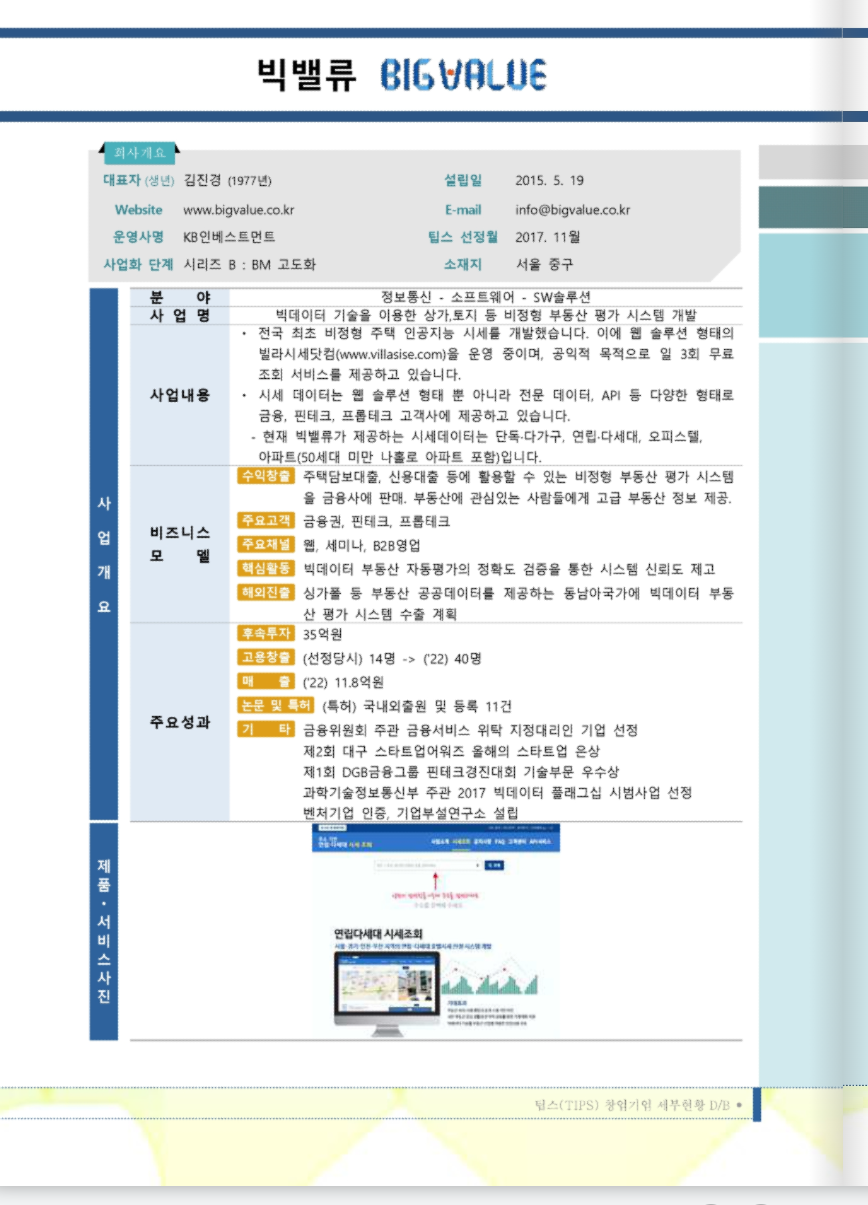 빅밸류 BIGVALUE
회사개요
대표자 (생년) 김진경 (1977년) 설립일 2015. 5. 19
Website www.bigvalue.co.kr E-mail info@bigvalue.co.kr
운영사명 KB인베스트먼트 팁스 선정월 2017. 11월
사업화 단계 시리즈 B : BM 고도화 소재지 서울 중구
사업개요
분 야 정보통신 - 소프트웨어 - SW솔루션
사 업 명 빅데이터 기술을 이용한 상가,토지 등 비정형 부동산 평가 시스템 개발
사업내용
• 전국 최초 비정형 주택 인공지능 시세를 개발했습니다. 이에 웹 솔루션 형태의
빌라시세닷컴(www.villasise.com)을 운영 중이며, 공익적 목적으로 일 3회 무료
조회 서비스를 제공하고 있습니다.
• 시세 데이터는 웹 솔루션 형태 뿐 아니라 전문 데이터, API 등 다양한 형태로
금융, 핀테크, 프롭테크 고객사에 제공하고 있습니다.
- 현재 빅밸류가 제공하는 시세데이터는 단독·다가구, 연립·다세대, 오피스텔,
아파트(50세대 미만 나홀로 아파트 포함)입니다.
비즈니스
모 델
수익창출 주택담보대출, 신용대출 등에 활용할 수 있는 비정형 부동산 평가 시스템
을 금융사에 판매. 부동산에 관심있는 사람들에게 고급 부동산 정보 제공.
주요고객 금융권, 핀테크, 프롭테크
주요채널 웹, 세미나, B2B영업
핵심활동 빅데이터 부동산 자동평가의 정확도 검증을 통한 시스템 신뢰도 제고
해외진출 싱가폴 등 부동산 공공데이터를 제공하는 동남아국가에 빅데이터 부동
산 평가 시스템 수출 계획
주요성과
후속투자 35억원
고용창출 (선정당시) 14명 -> ('22) 40명
매 출 ('22) 11.8억원
논문 및 특허 (특허) 국내외출원 및 등록 11건
기 타 금융위원회 주관 금융서비스 위탁 지정대리인 기업 선정
제2회 대구 스타트업어워즈 올해의 스타트업 은상
제1회 DGB금융그룹 핀테크경진대회 기술부문 우수상
과학기술정보통신부 주관 2017 빅데이터 플래그십 시범사업 선정
벤처기업 인증, 기업부설연구소 설립
제품·서비스사진
연립·다세대 시세 조회
사업소개 시세조회 공지사항 FAQ 고객센터 API서비스
연립다세대 시세조회
팁스(TIPS) 창업기업 세부현황 D/B •